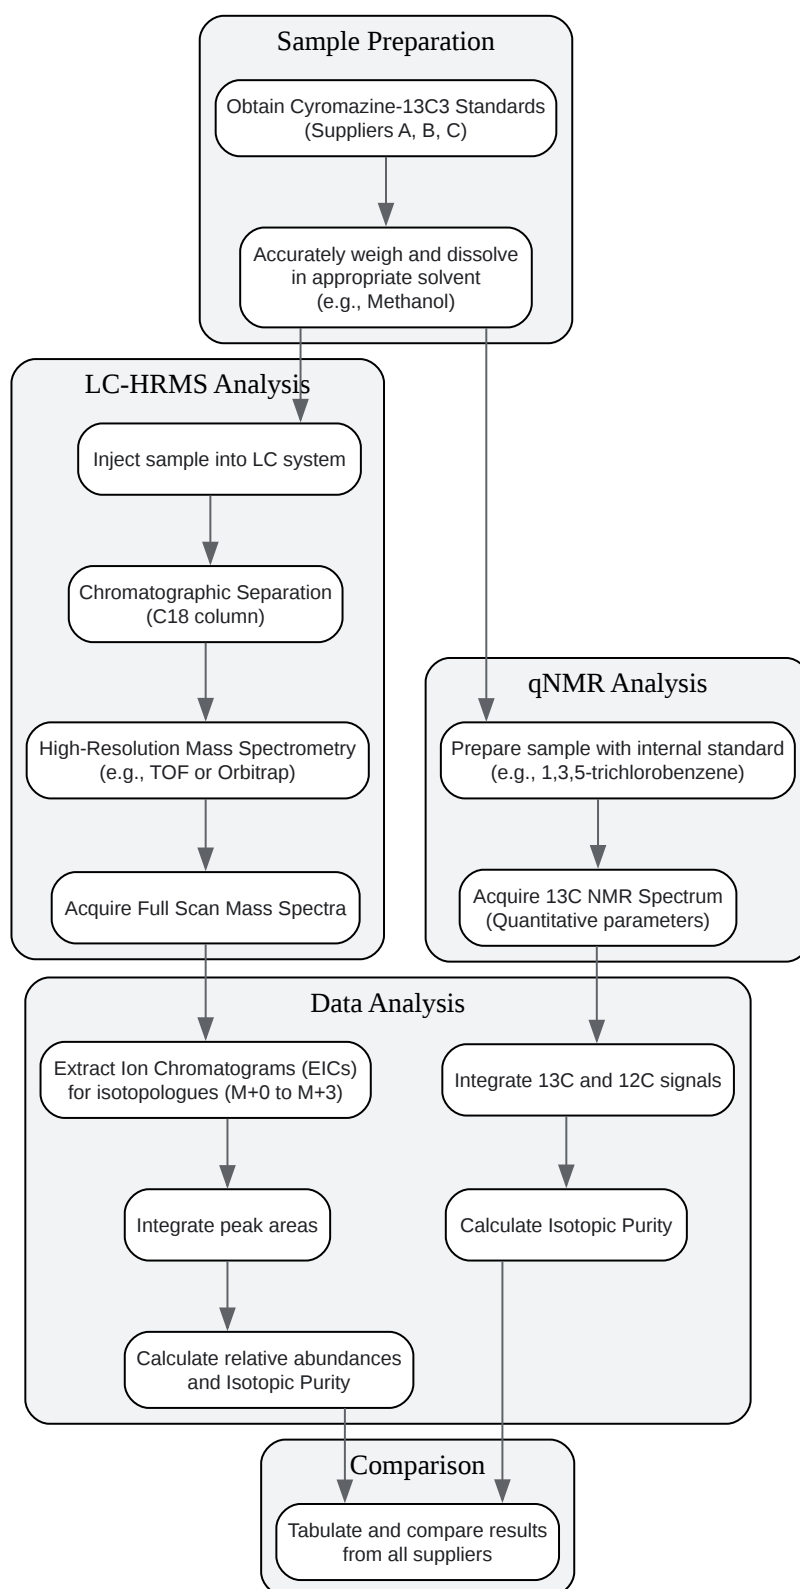 Sample Preparation
Obtain Cyromazine-13C3 Standards
(Suppliers A, B, C)
Accurately weigh and dissolve
in appropriate solvent
(e.g., Methanol)
LC-HRMS Analysis
Inject sample into LC system
Chromatographic Separation
(C18 column)
High-Resolution Mass Spectrometry
(e.g., TOF or Orbitrap)
Acquire Full Scan Mass Spectra
qNMR Analysis
Prepare sample with internal standard
(e.g., 1,3,5-trichlorobenzene)
Acquire 13C NMR Spectrum
(Quantitative parameters)
Data Analysis
Extract Ion Chromatograms (EICs)
for isotopologues (M+0 to M+3)
Integrate peak areas
Calculate relative abundances
and Isotopic Purity
Integrate 13C and 12C signals
Calculate Isotopic Purity
Comparison
Tabulate and compare results
from all suppliers